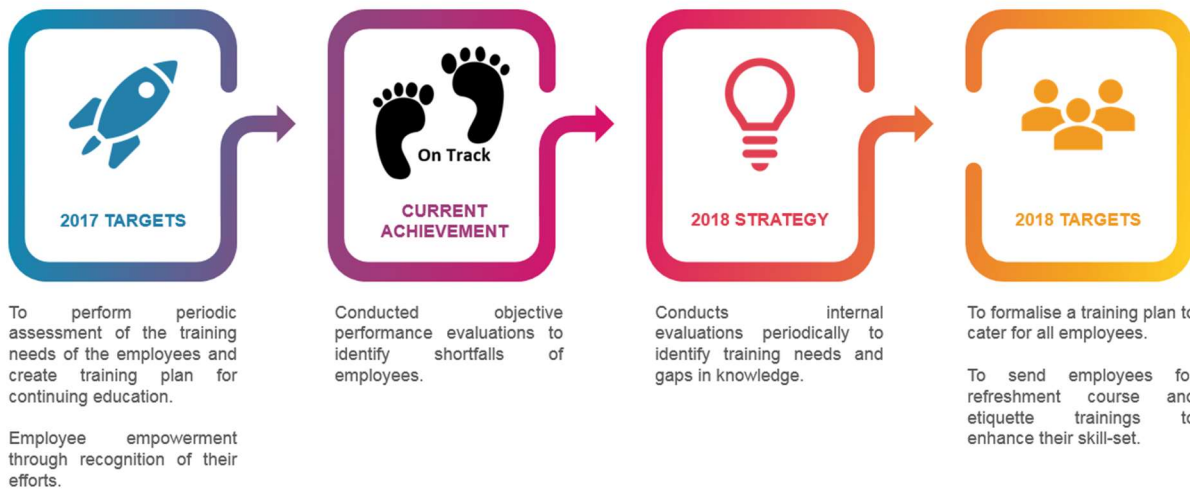 On Track
2017 TARGETS
CURRENT
ACHIEVEMENT
2018 STRATEGY
2018 TARGETS
To perform periodic
assessment of the training
needs of the employees and
create training plan for
continuing education.
Employee empowerment
through recognition of their
efforts.
Conducted objective
performance evaluations to
identify shortfalls of
employees.
Conducts internal
evaluations periodically to
identify training needs and
gaps in knowledge.
To formalise a training plan to
cater for all employees.
To send employees fo
refreshment course and
etiquette trainings to
enhance their skill-set.